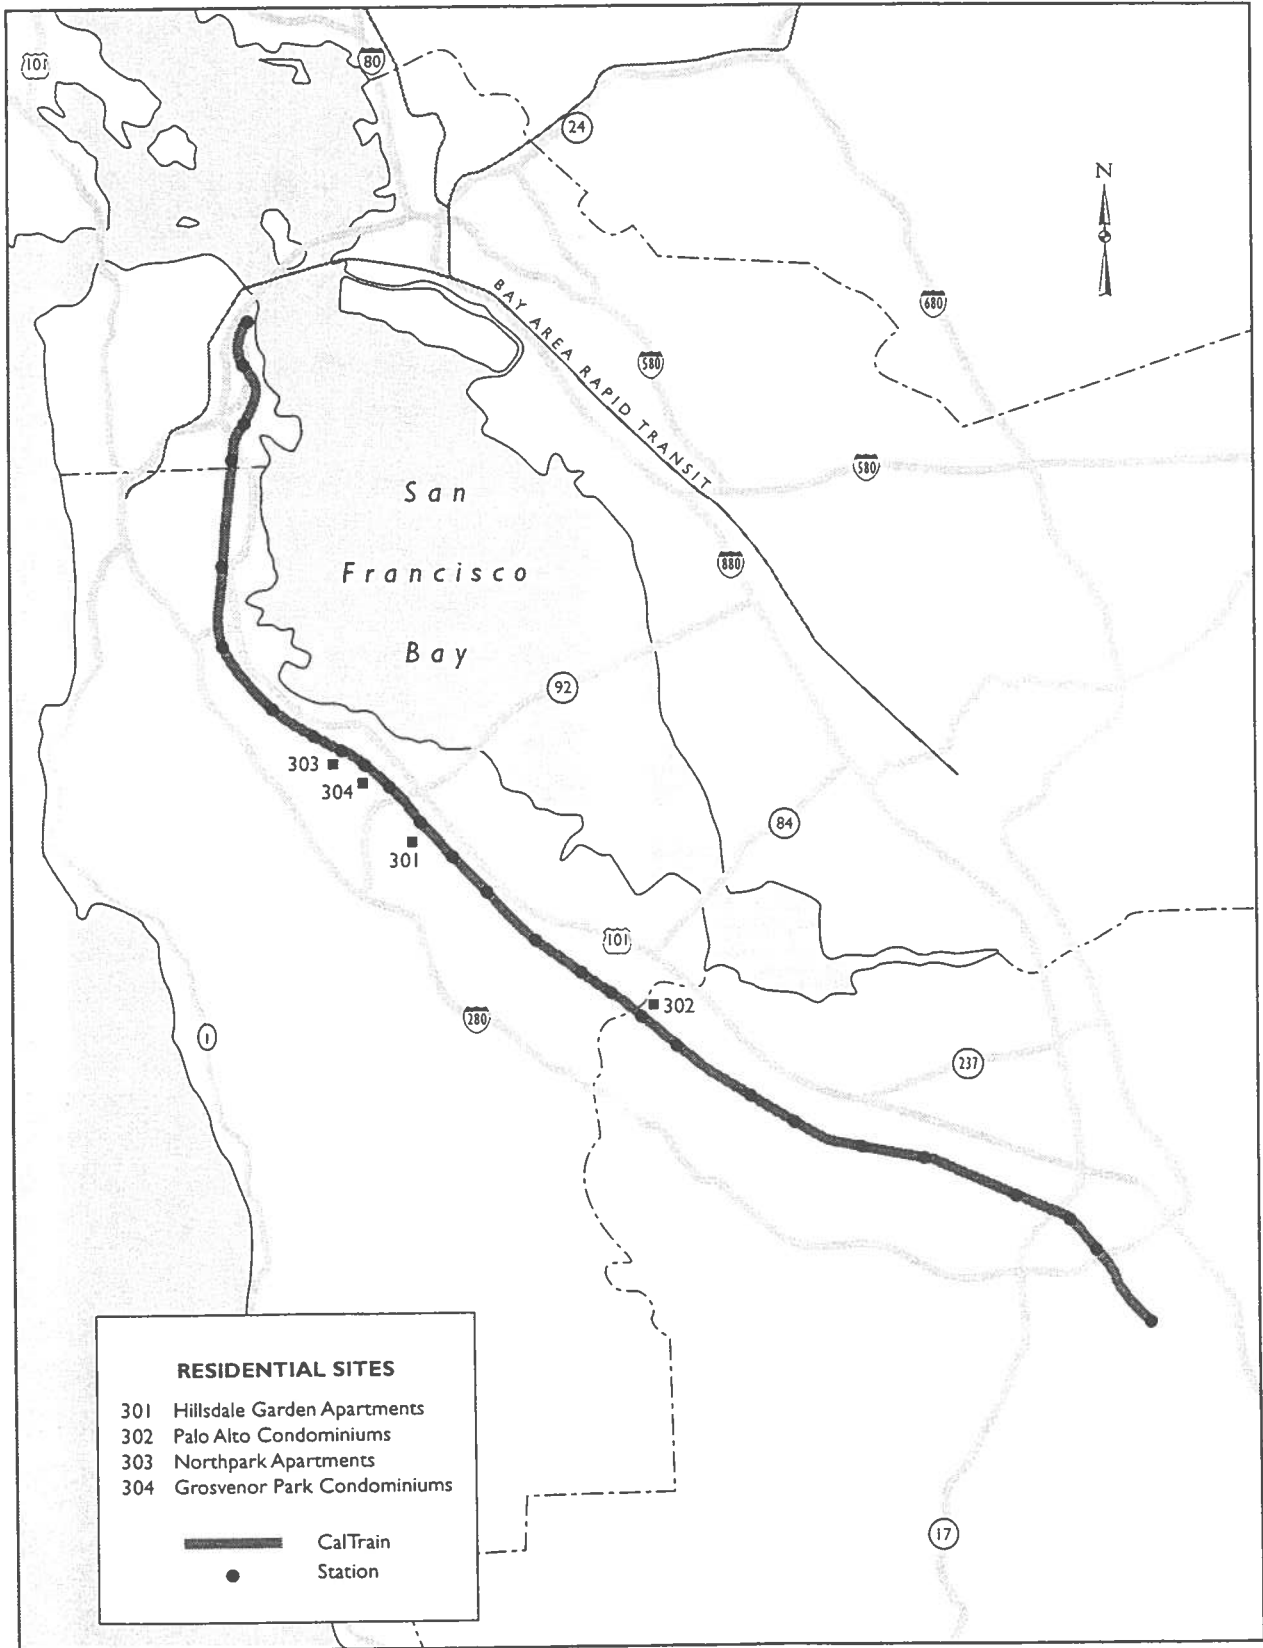 101
80
24
N
680
BAY AREA RAPID TRANSIT
580
580
San
Francisco
Bay
880
92
303
304
301
84
101
302
280
1
237
RESIDENTIAL SITES
301 Hillsdale Garden Apartments
302 Palo Alto Condominiums
303 Northpark Apartments
304 Grosvenor Park Condominiums
CalTrain
Station
17